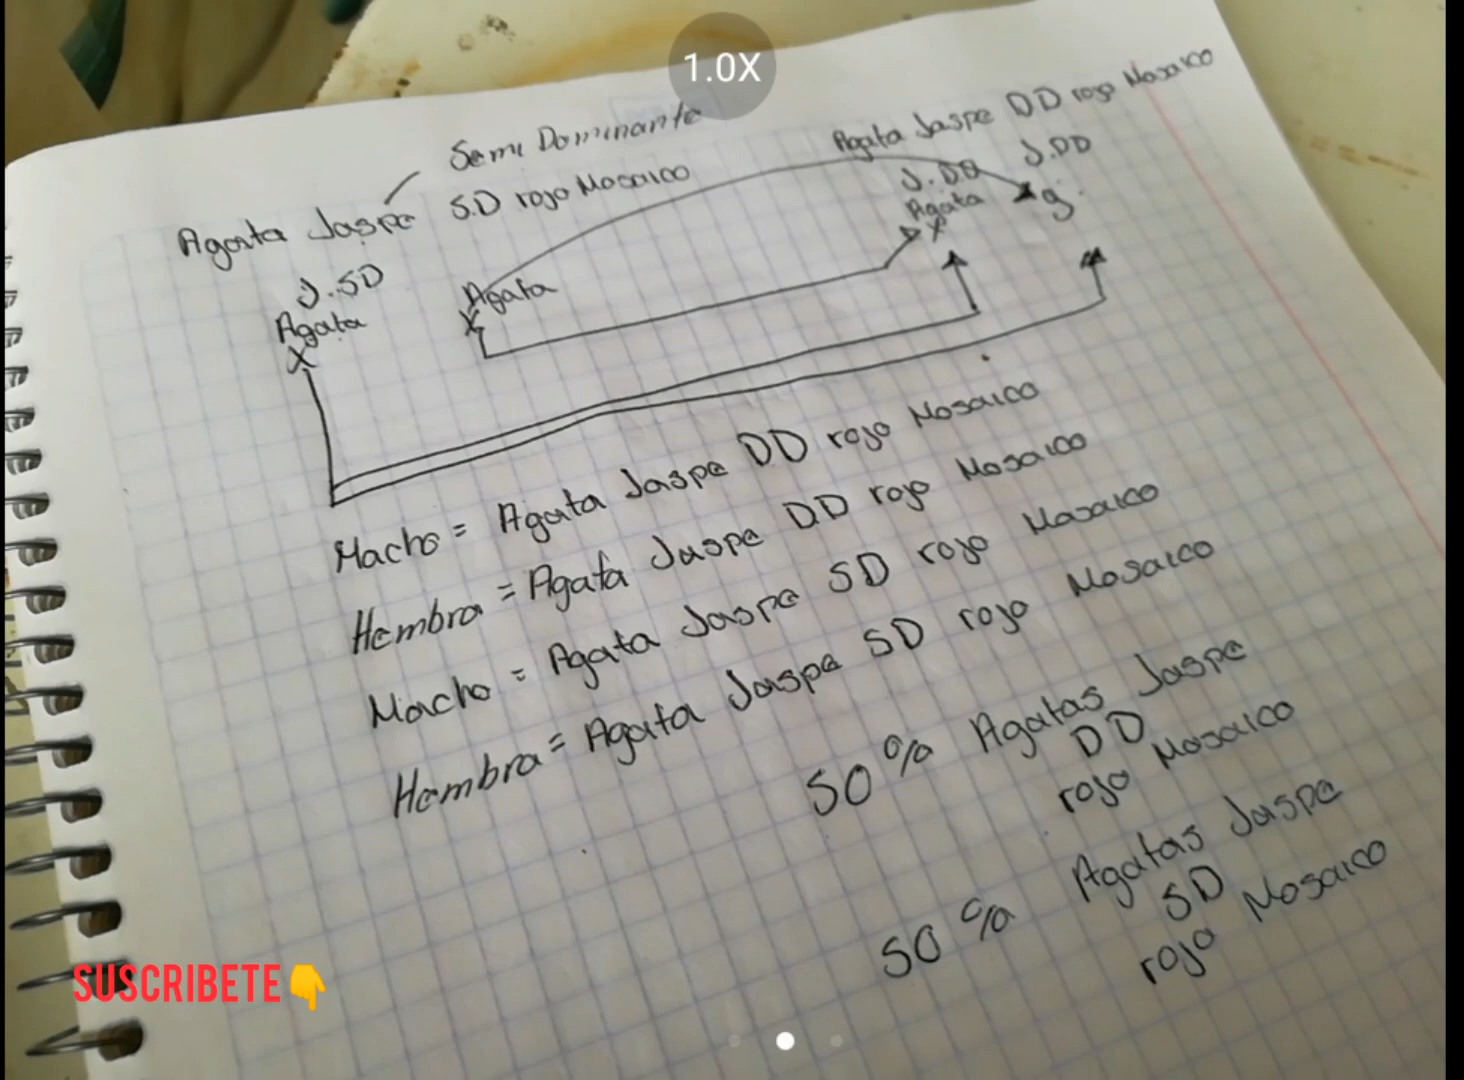 1.0X
Semi Dominante
Agata Jaspe SD rojo Mosaico
Agata Jaspe DD rojo Mosaico
J.SD
Agata
X
Agata
X
J.DD
Agata
X
J.DD
g.
Macho = Agata Jaspe DD rojo Mosaico
Hembra = Agata Jaspe DD rojo Mosaico
Macho = Agata Jaspe SD rojo Mosaico
Hembra = Agata Jaspe SD rojo Mosaico
50% Agatas Jaspe
DD
rojo Mosaico
50% Agatas Jaspe
SD
rojo Mosaico
SUSCRIBETE